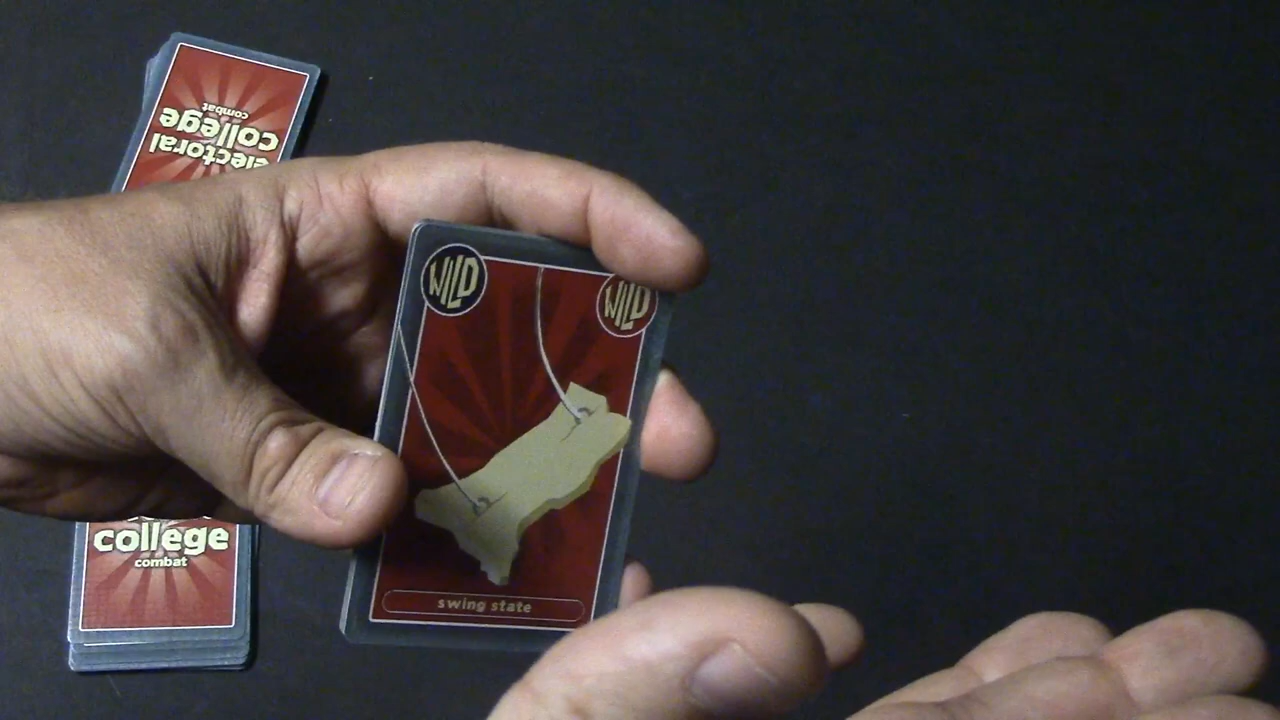 combat
college
electoral
WILD
WILD
swing state
college
combat